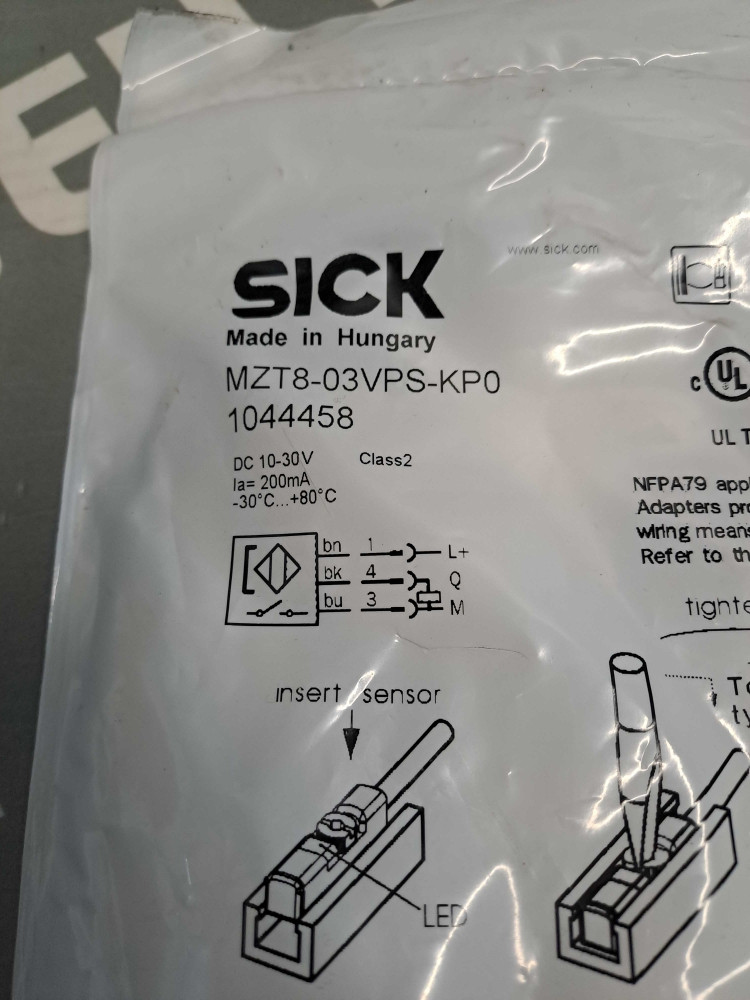 www.sick.com
SICK
Made in Hungary
MZT8-03VPS-KP0
1044458
c UL
UL
DC 10-30V Class2
Ia= 200mA
-30°C...+80°C
NFPA79
Adapters
wiring
Refer to
bn 1 L+
bk 4 Q
bu 3 M
insert sensor
LED